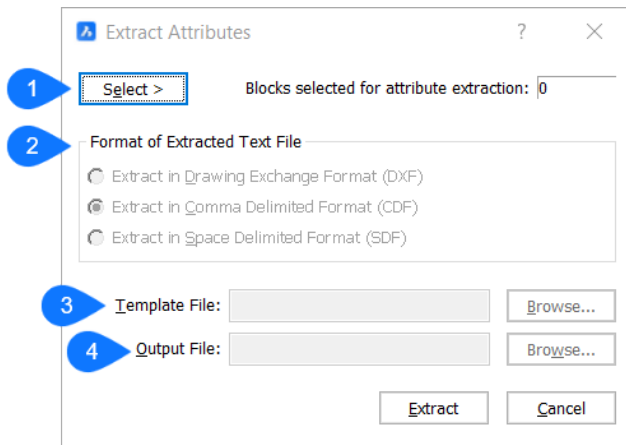 Extract Attributes ?
1 Select > Blocks selected for attribute extraction: 0
2 Format of Extracted Text File
Extract in Drawing Exchange Format (DXF)
Extract in Comma Delimited Format (CDF)
Extract in Space Delimited Format (SDF)
3 Template File: Browse...
4 Output File: Browse...
Extract Cancel